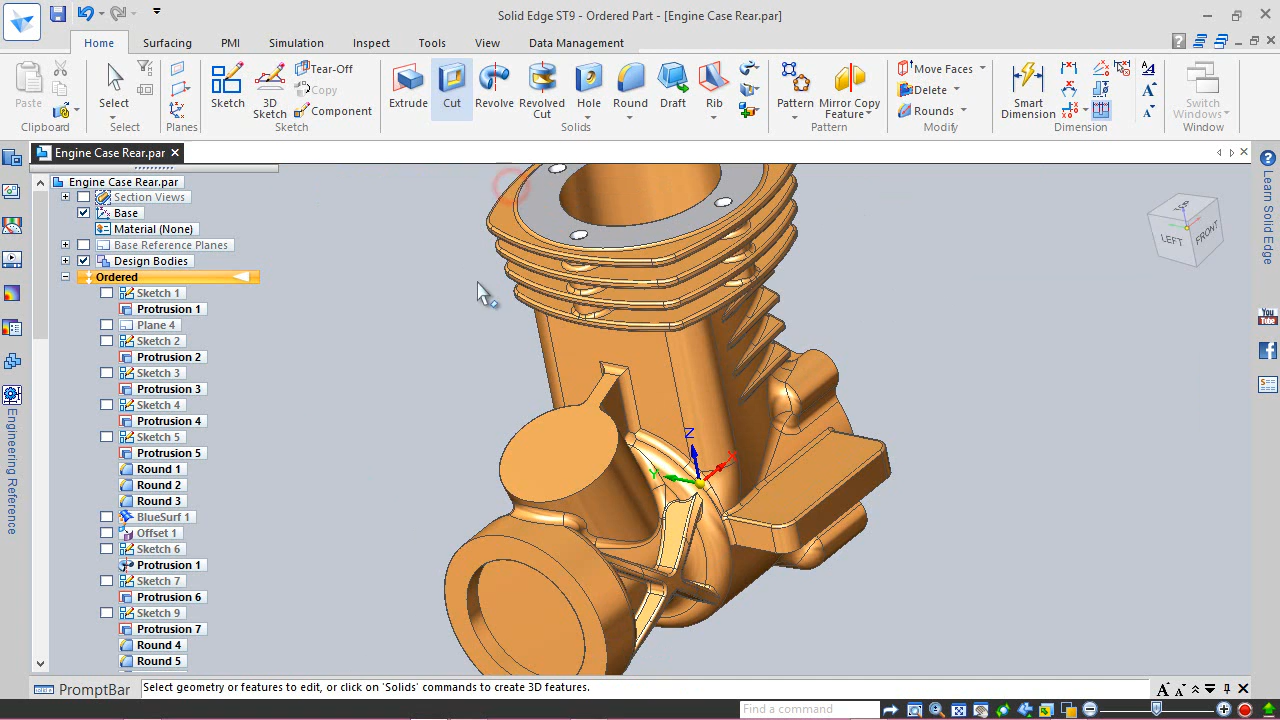 Solid Edge ST9 - Ordered Part - [Engine Case Rear.par]
Home Surfacing PMI Simulation Inspect Tools View Data Management
Paste
Clipboard
Select
Select
Planes
Sketch
3D Sketch
Tear-Off
Copy
Component
Sketch
Extrude
Cut
Revolve
Revolved Cut
Hole
Round
Draft
Rib
Solids
Pattern
Mirror Copy Feature
Pattern
Move Faces
Delete
Rounds
Modify
Smart Dimension
Dimension
Switch Windows
Window
Engine Case Rear.par
Engine Case Rear.par
Section Views
Base
Material (None)
Base Reference Planes
Design Bodies
Ordered
Sketch 1
Protrusion 1
Plane 4
Sketch 2
Protrusion 2
Sketch 3
Protrusion 3
Sketch 4
Protrusion 4
Sketch 5
Protrusion 5
Round 1
Round 2
Round 3
BlueSurf 1
Offset 1
Sketch 6
Protrusion 1
Sketch 7
Protrusion 6
Sketch 9
Protrusion 7
Round 4
Round 5
Engineering Reference
Z
X
Y
TOP
LEFT
FRONT
Learn Solid Edge
You
Tube
PromptBar
Select geometry or features to edit, or click on 'Solids' commands to create 3D features.
Find a command